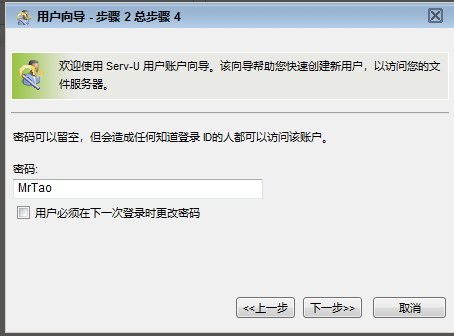 用户向导 - 步骤 2 总步骤 4
欢迎使用 Serv-U 用户账户向导。该向导帮助您快速创建新用户，以访问您的文
件服务器。
密码可以留空，但会造成任何知道登录 ID的人都可以访问该账户。
密码:
MrTao
用户必须在下一次登录时更改密码
<<上一步 下一步>> 取消